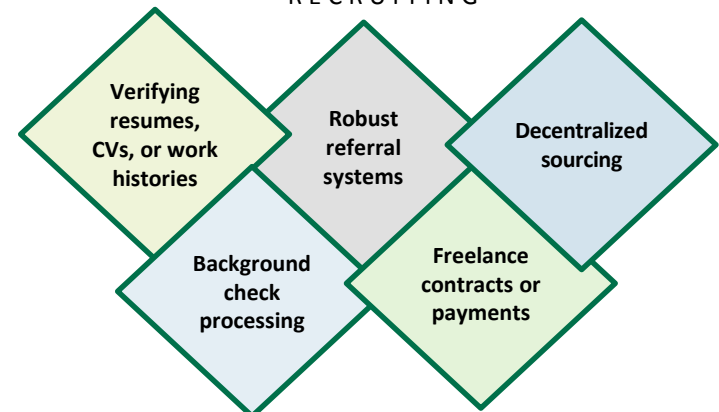 RECRUITING
Verifying
resumes,
CVs, or work
histories
Robust
referral
systems
Decentralized
sourcing
Background
check
processing
Freelance
contracts or
payments